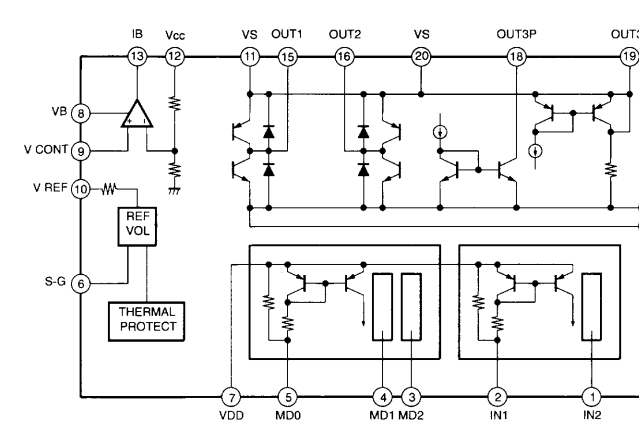 IB Vcc VS OUT1 OUT2 VS OUT3P OUT3
13 12 11 15 16 20 18 19
VB 8
+ -
V CONT 9
V REF 10
REF
VOL
S-G 6
THERMAL
PROTECT
7 5 4 3 2 1
VDD MD0 MD1 MD2 IN1 IN2